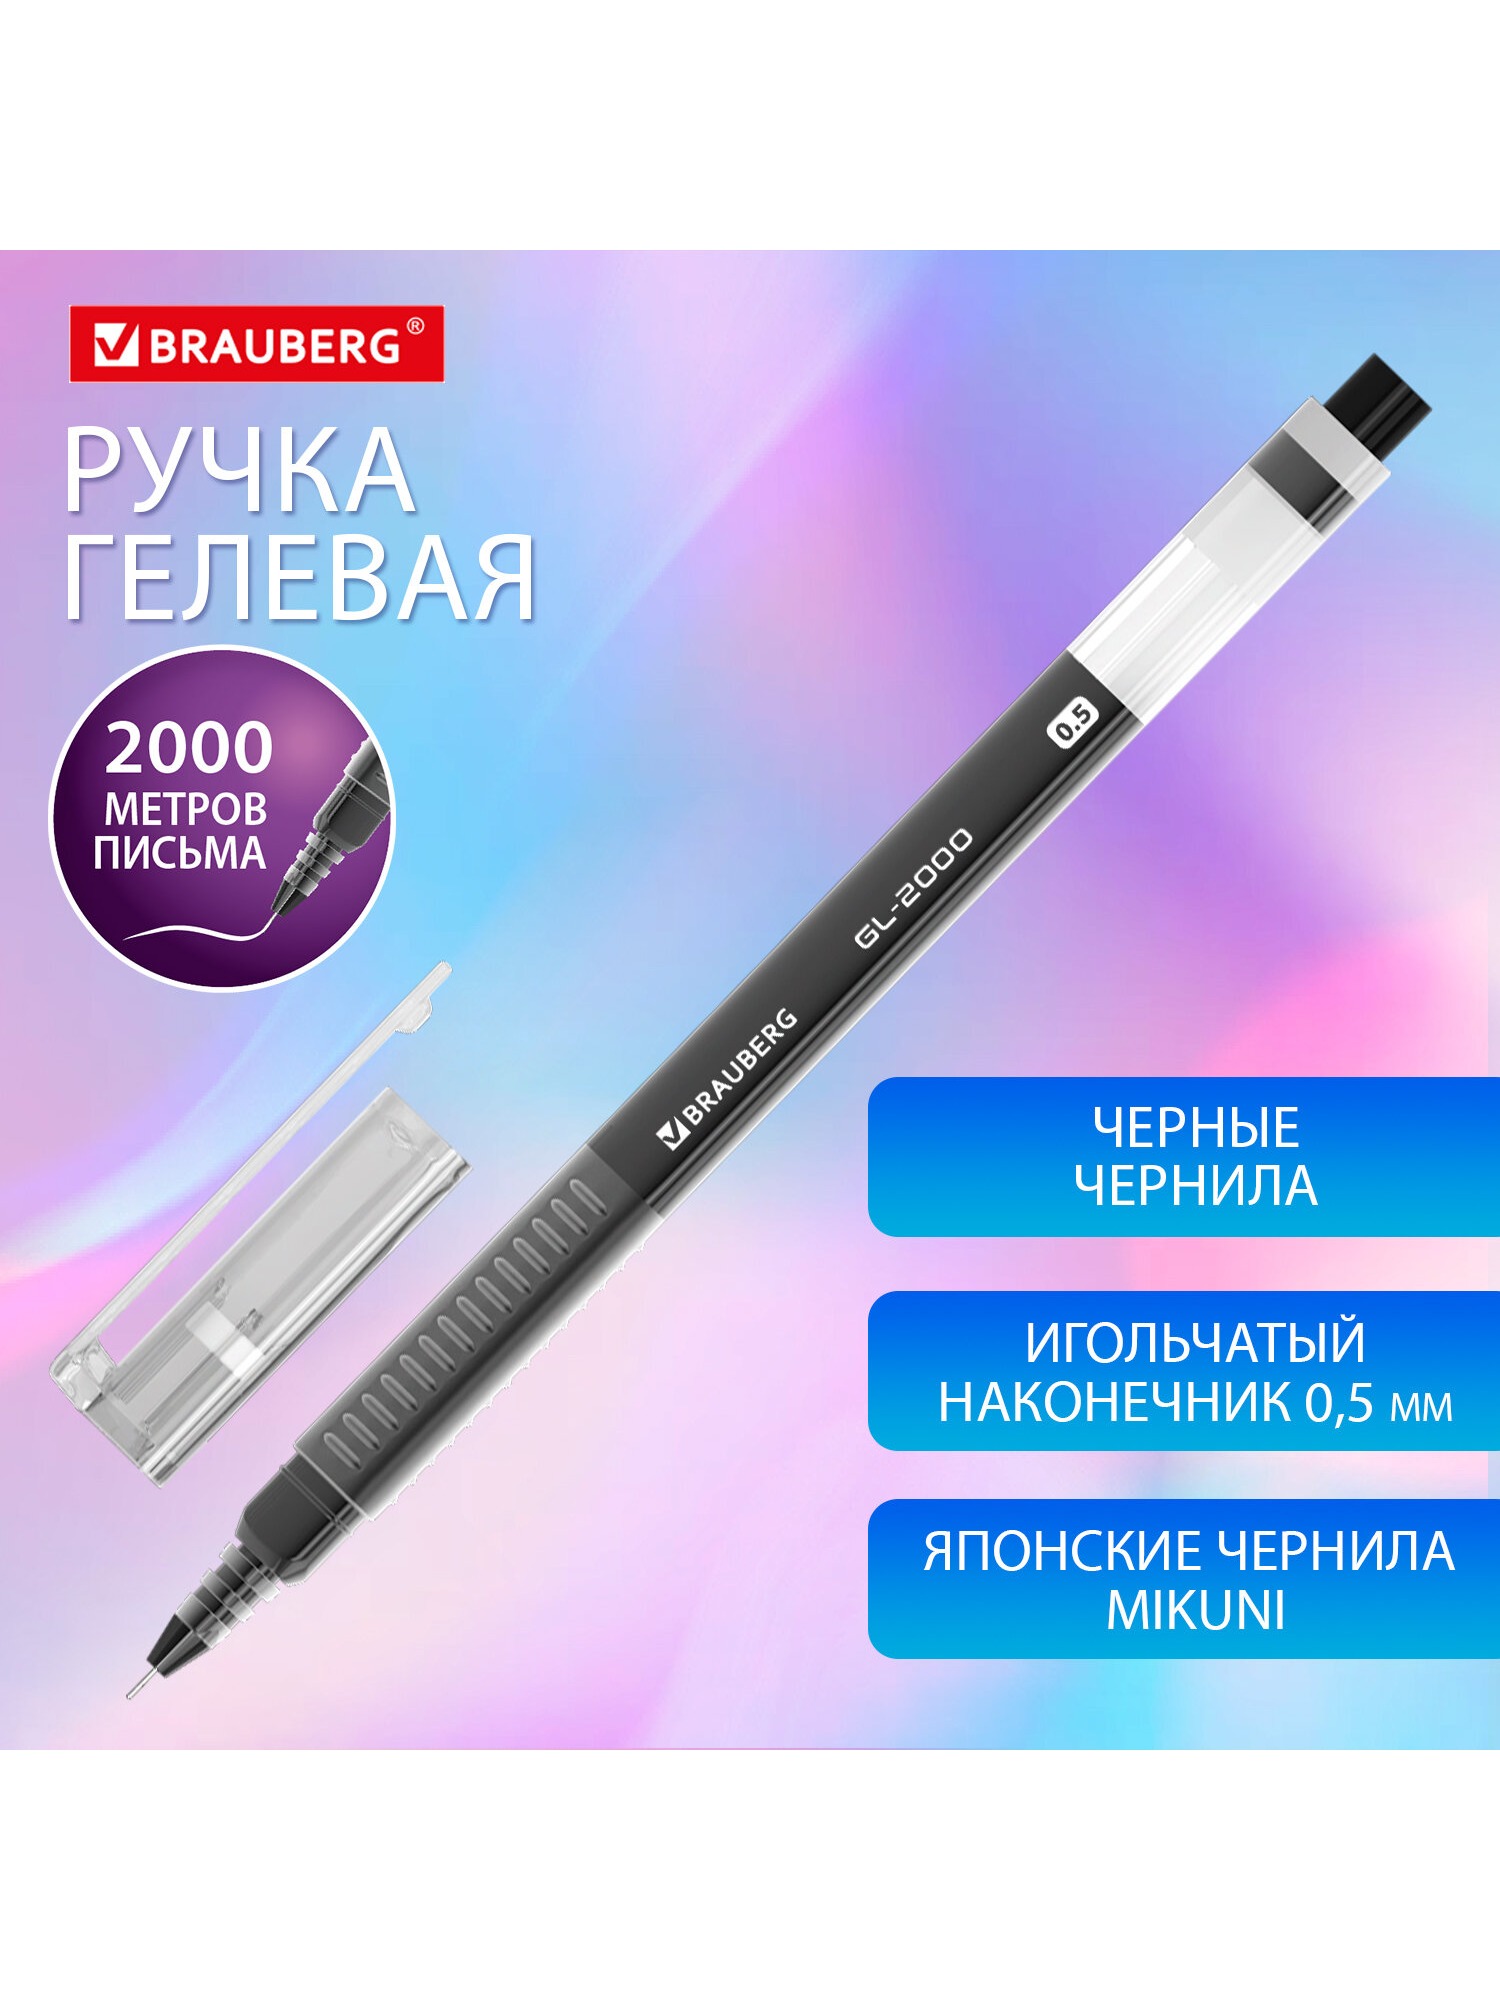 BRAUBERG®
РУЧКА
ГЕЛЕВАЯ
2000
МЕТРОВ
ПИСЬМА
0.5
GL-2000
BRAUBERG
ЧЕРНЫЕ
ЧЕРНИЛА
ИГОЛЬЧАТЫЙ
НАКОНЕЧНИК 0,5 мм
ЯПОНСКИЕ ЧЕРНИЛА
MIKUNI